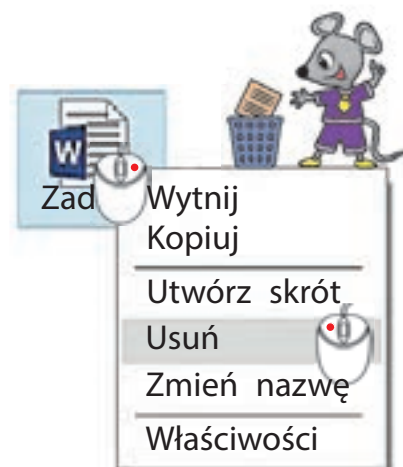 W
Zad
Wytnij
Kopiuj
Utwórz skrót
Usuń
Zmień nazwę
Właściwości